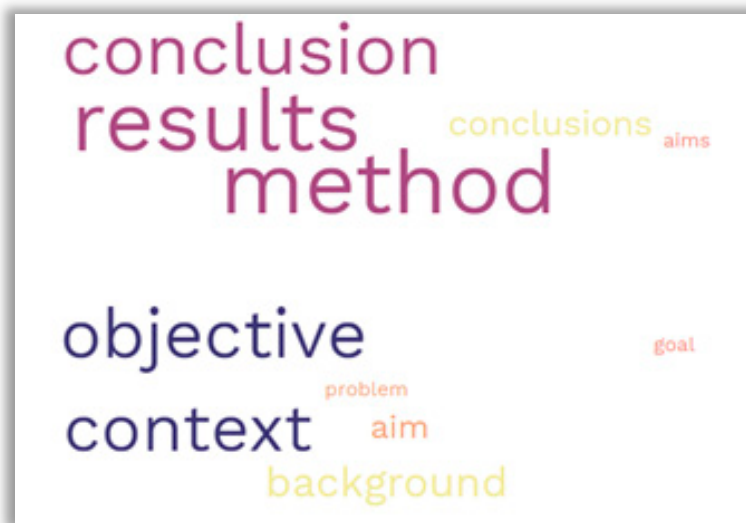 conclusion
results
conclusions
aims
method
objective
goal
problem
context
aim
background